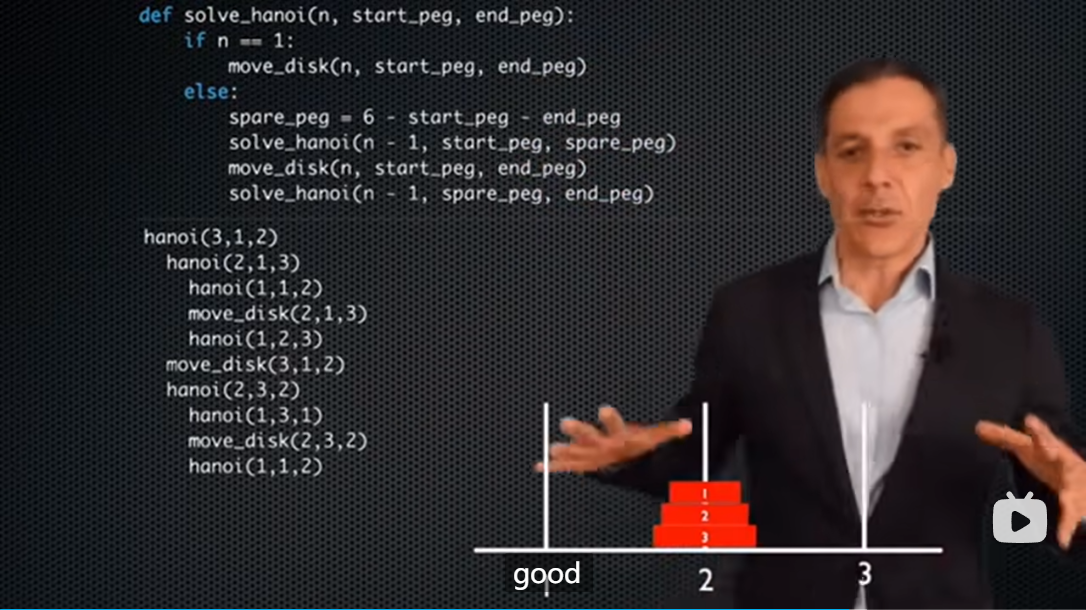 def solve_hanoi(n, start_peg, end_peg):
    if n == 1:
        move_disk(n, start_peg, end_peg)
    else:
        spare_peg = 6 - start_peg - end_peg
        solve_hanoi(n - 1, start_peg, spare_peg)
        move_disk(n, start_peg, end_peg)
        solve_hanoi(n - 1, spare_peg, end_peg)
hanoi(3,1,2)
  hanoi(2,1,3)
    hanoi(1,1,2)
    move_disk(2,1,3)
    hanoi(1,2,3)
  move_disk(3,1,2)
  hanoi(2,3,2)
    hanoi(1,3,1)
    move_disk(2,3,2)
    hanoi(1,1,2)
1
2
3
good
2
3